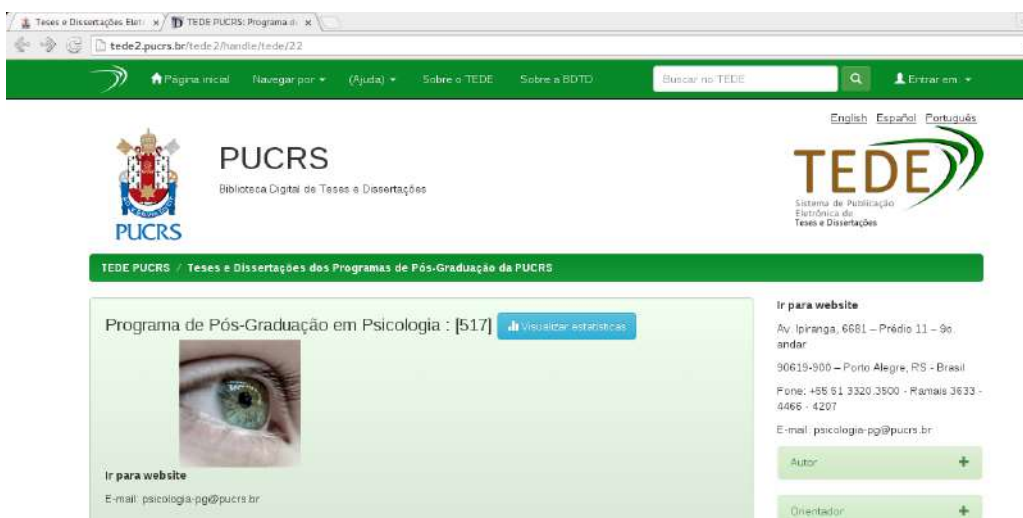 Teses e Dissertações Eletr
TEDE PUCRS: Programa d
tede2.pucrs.br/tede2/handle/tede/22
Página inicial Navegar por (Ajuda) Sobre o TEDE Sobre a BDTD Buscar no TEDE Entrar em:
English Español Português
PUCRS
Biblioteca Digital de Teses e Dissertações
PUCRS
TEDE
Sistema de Publicação
Eletrônica de
Teses e Dissertações
TEDE PUCRS / Teses e Dissertações dos Programas de Pós-Graduação da PUCRS
Programa de Pós-Graduação em Psicologia : [517] Visualizar estatísticas
Ir para website
E-mail: psicologia-pg@pucrs.br
Ir para website
Av. Ipiranga, 6681 – Prédio 11 – 9o.
andar
90619-900 – Porto Alegre, RS - Brasil
Fone: +55 51 3320.3500 - Ramais 3633 -
4466 - 4207
E-mail: psicologia-pg@pucrs.br
Autor
Orientador